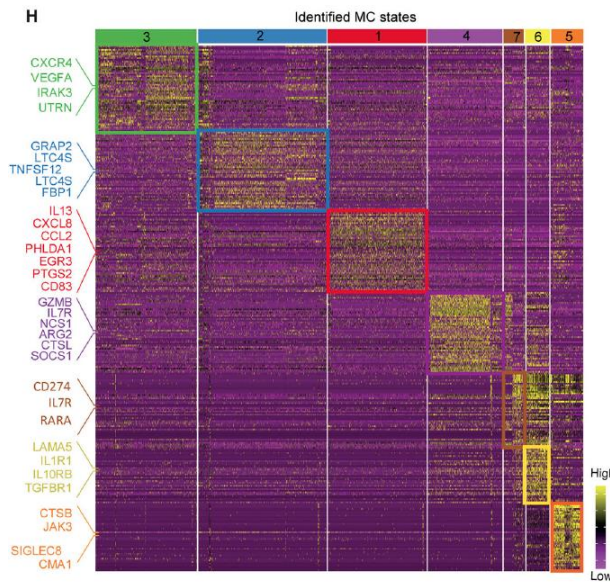 H
Identified MC states
3 2 1 4 7 6 5
CXCR4
VEGFA
IRAK3
UTRN
GRAP2
LTC4S
TNFSF12
LTC4S
FBP1
IL13
CXCL8
CCL2
PHLDA1
EGR3
PTGS2
CD83
GZMB
IL7R
NCS1
ARG2
CTSL
SOCS1
CD274
IL7R
RARA
LAMA5
IL1R1
IL10RB
TGFBR1
CTSB
JAK3
SIGLEC8
CMA1
High
Low